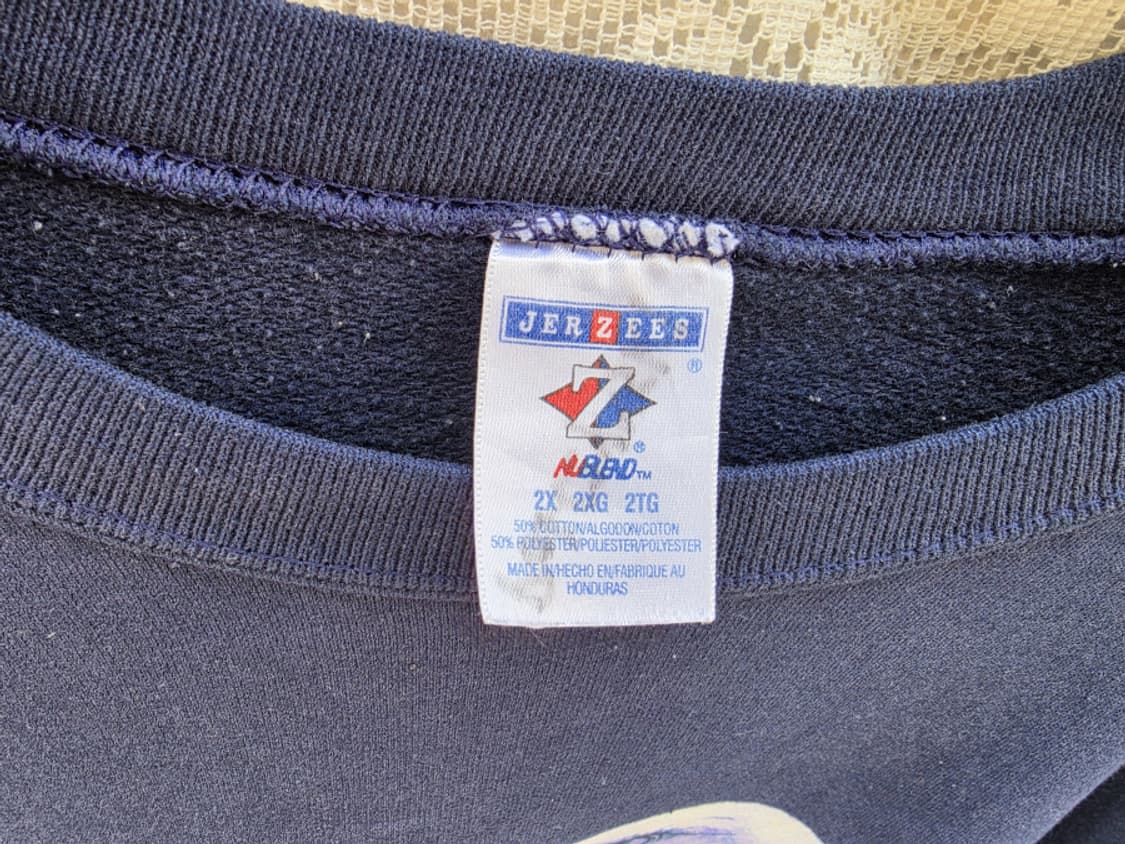 JERZEES
®
Z
®
NUBLEND™
2X 2XG 2TG
50% COTTON/ALGODON/COTON
50% POLYESTER/POLIESTER/POLYESTER
MADE IN/HECHO EN/FABRIQUE AU
HONDURAS